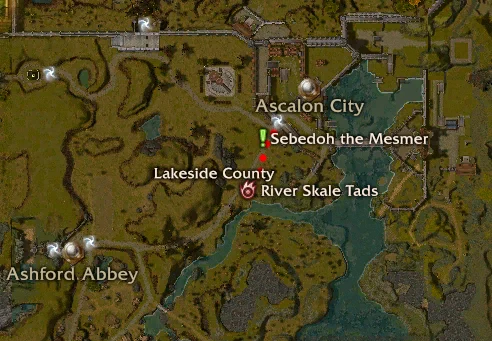 Ascalon City
Sebedoh the Mesmer
Lakeside County
River Skale Tads
Ashford Abbey